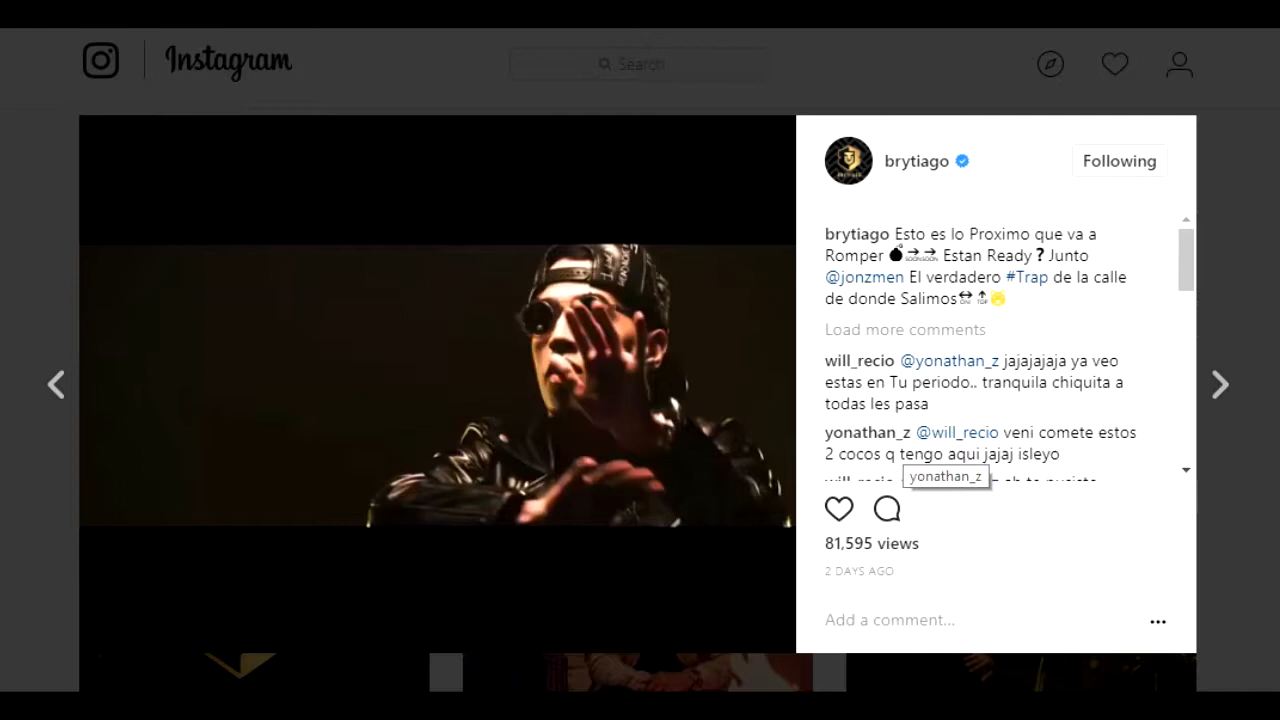 Instagram
Search
brytiago
Following
brytiago Esto es lo Proximo que va a
Romper 💣🔜🔜 Estan Ready ❓ Junto
@jonzmen El verdadero #Trap de la calle
de donde Salimos🔛🔝
Load more comments
will_recio @yonathan_z jajajajaja ya veo
estas en Tu periodo.. tranquila chiquita a
todas les pasa
yonathan_z @will_recio veni comete estos
2 cocos q tengo aqui jajaj isleyo
yonathan_z
81,595 views
2 DAYS AGO
Add a comment...